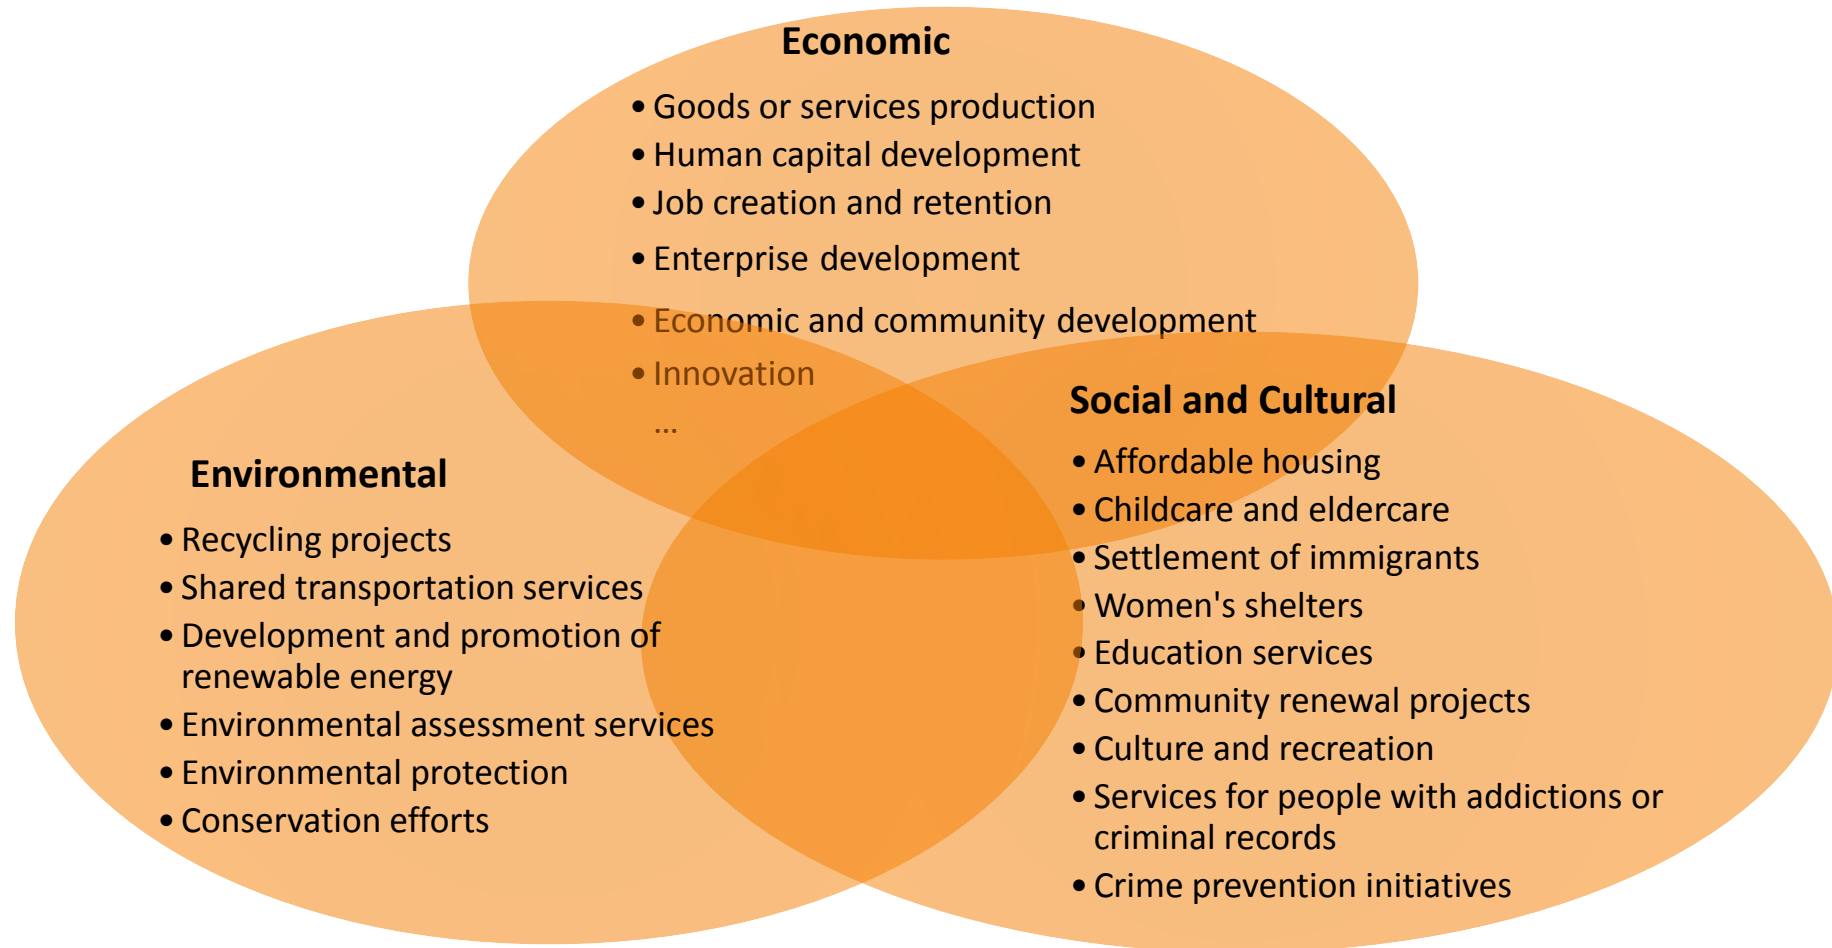 Economic
• Goods or services production
• Human capital development
• Job creation and retention
• Enterprise development
• Economic and community development
• Innovation
...
Environmental
• Recycling projects
• Shared transportation services
• Development and promotion of
renewable energy
• Environmental assessment services
• Environmental protection
• Conservation efforts
Social and Cultural
• Affordable housing
• Childcare and eldercare
• Settlement of immigrants
• Women's shelters
• Education services
• Community renewal projects
• Culture and recreation
• Services for people with addictions or
criminal records
• Crime prevention initiatives